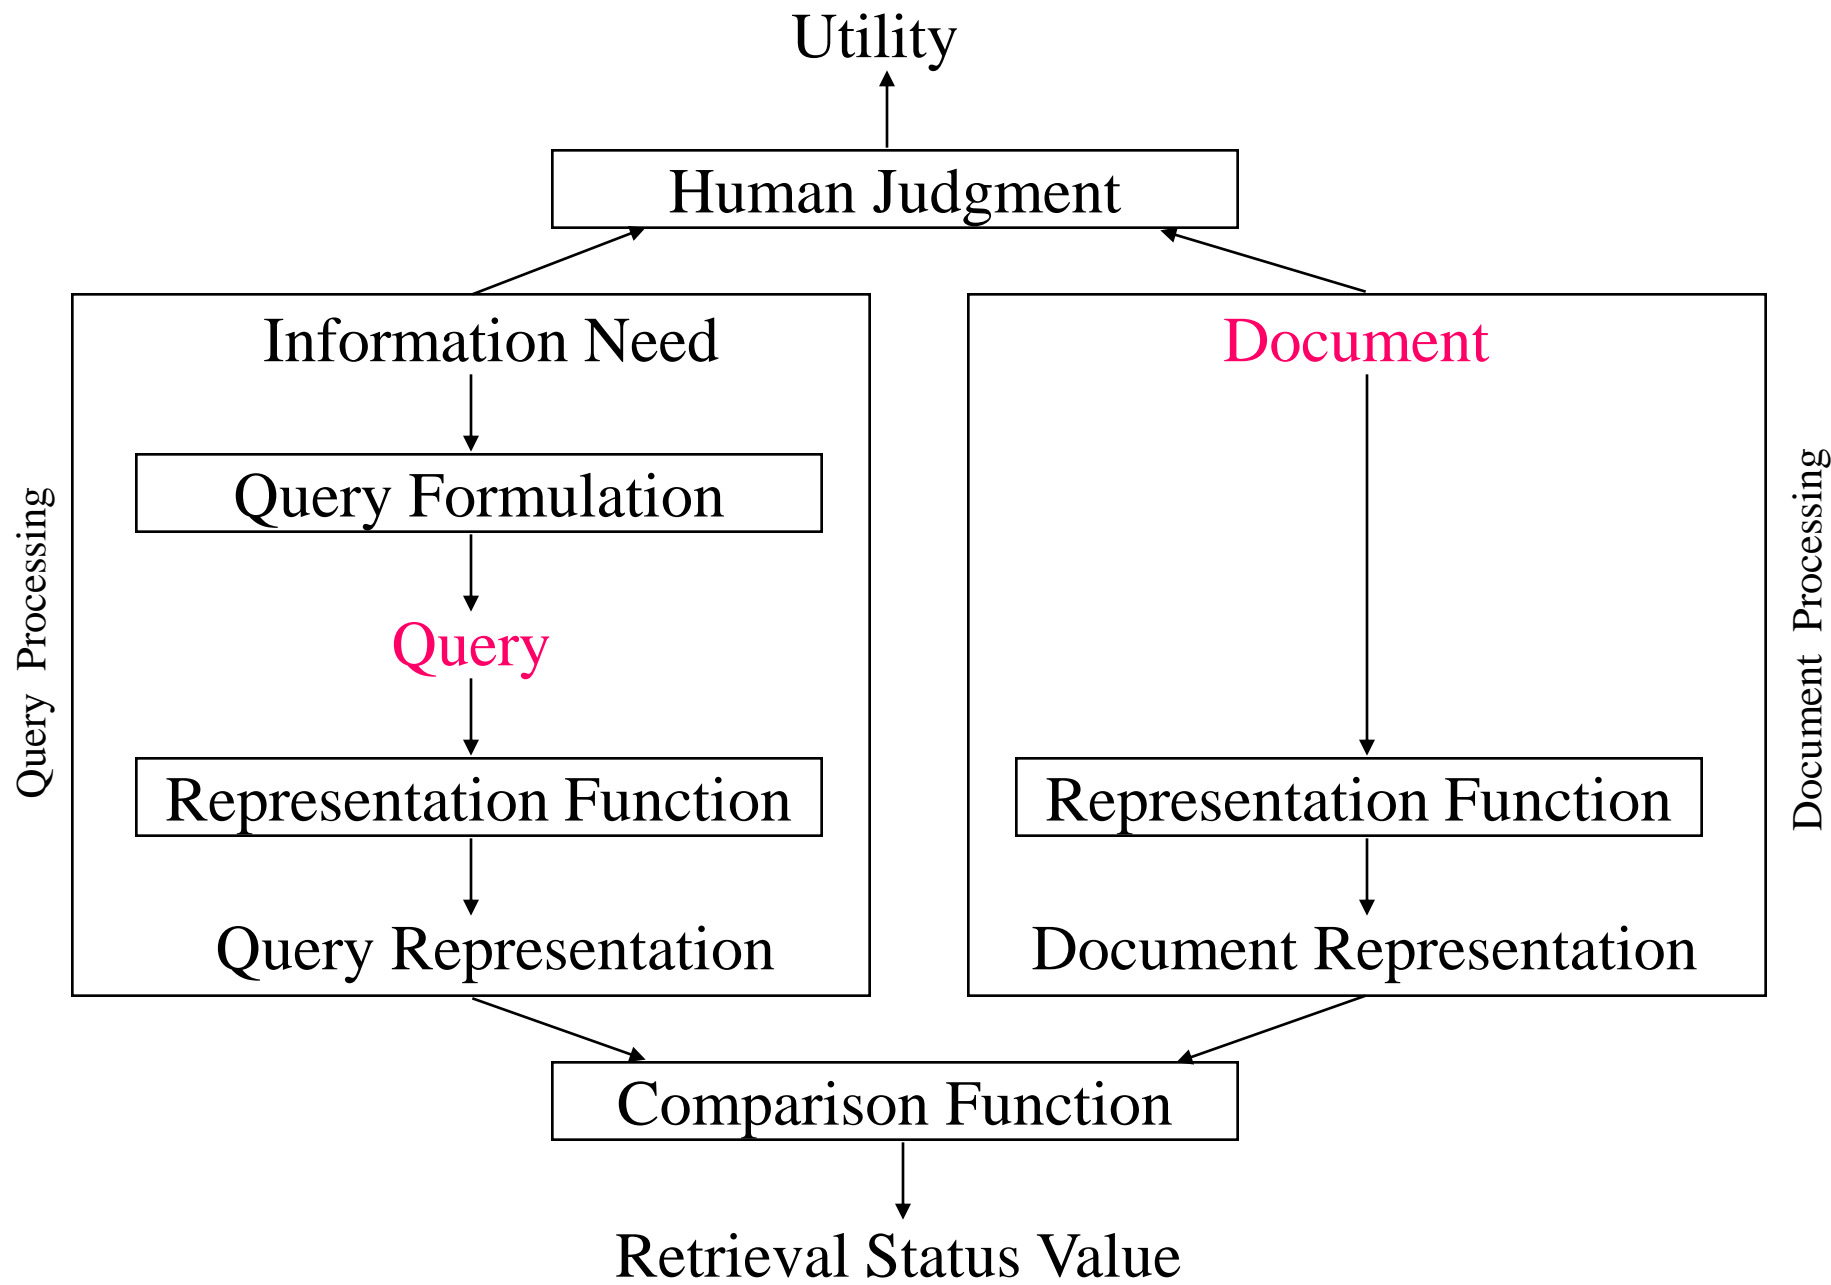 Utility
Human Judgment
Information Need
Document
Query Formulation
Query
Representation Function
Representation Function
Query Representation
Document Representation
Query Processing
Document Processing
Comparison Function
Retrieval Status Value